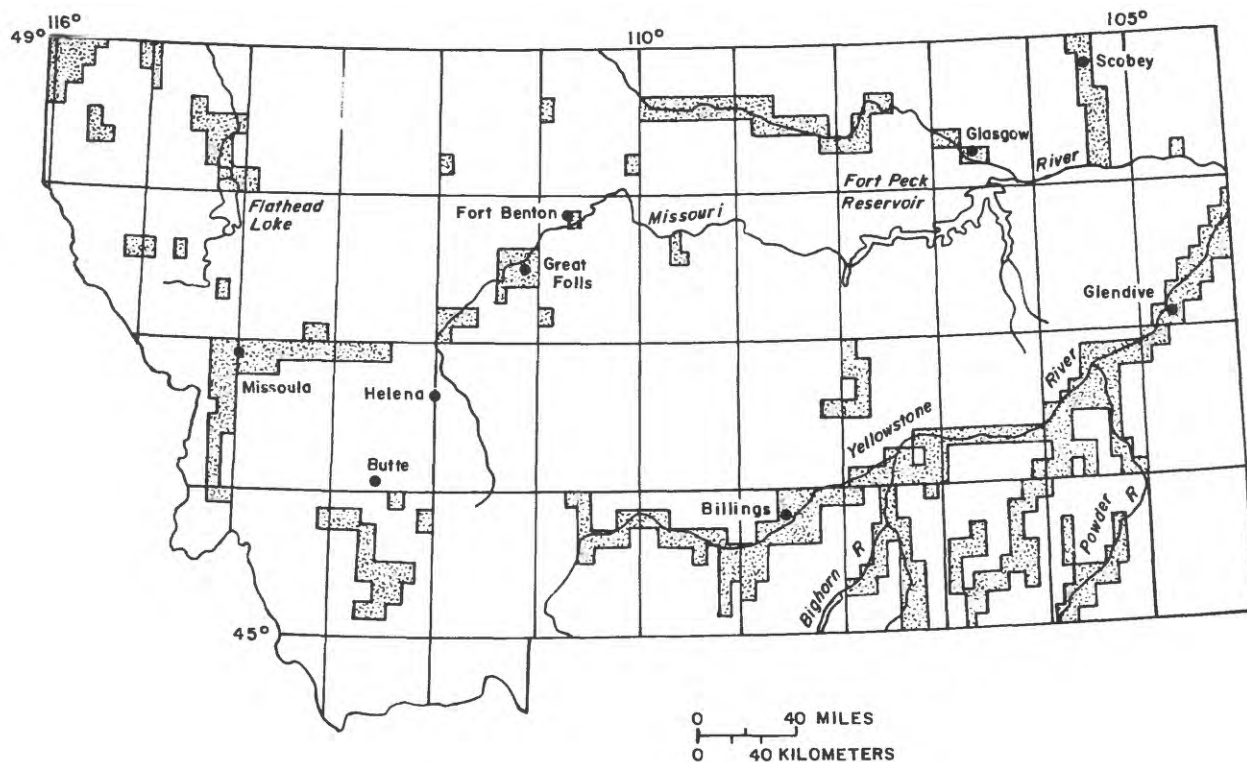 116°
49°
110°
105°
Scobey
Glasgow
River
Fort Peck
Reservoir
Flathead
Lake
Fort Benton
Missouri
Great
Falls
Glendive
Missoula
Helena
River
Yellowstone
Butte
Billings
Powder
R
Bighorn
R
45°
0 40 MILES
0 40 KILOMETERS